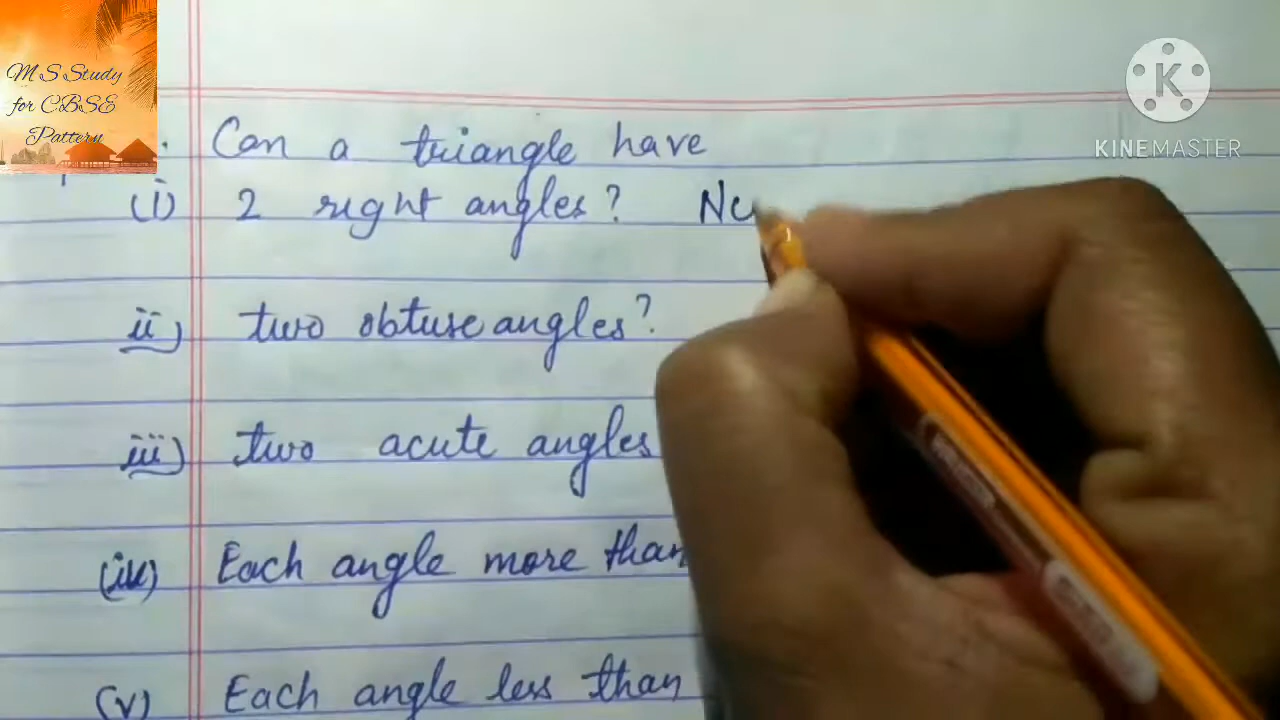 MS Study
for CBSE
Pattern
KINEMASTER
Can a triangle have
(i) 2 right angles? No
ii) two obtuse angles?
iii) two acute angles
(iv) Each angle more than
(v) Each angle less than